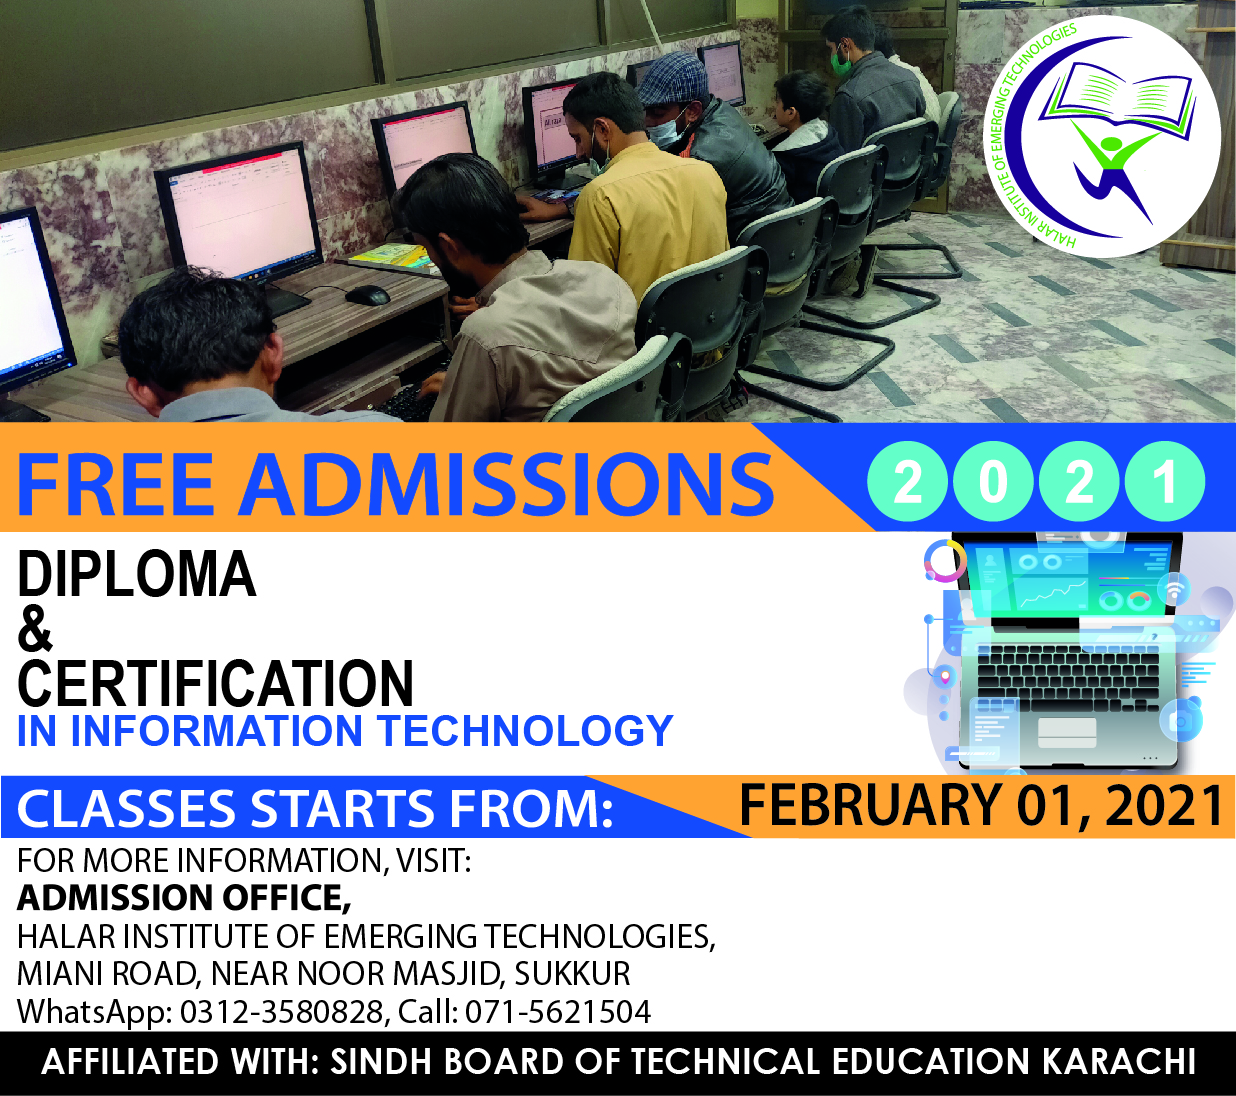 HALAR INSTITUTE OF EMERGING TECHNOLOGIES
FREE ADMISSIONS
2021
DIPLOMA
&
CERTIFICATION
IN INFORMATION TECHNOLOGY
CLASSES STARTS FROM:
FEBRUARY 01, 2021
FOR MORE INFORMATION, VISIT:
ADMISSION OFFICE,
HALAR INSTITUTE OF EMERGING TECHNOLOGIES,
MIANI ROAD, NEAR NOOR MASJID, SUKKUR
WhatsApp: 0312-3580828, Call: 071-5621504
AFFILIATED WITH: SINDH BOARD OF TECHNICAL EDUCATION KARACHI